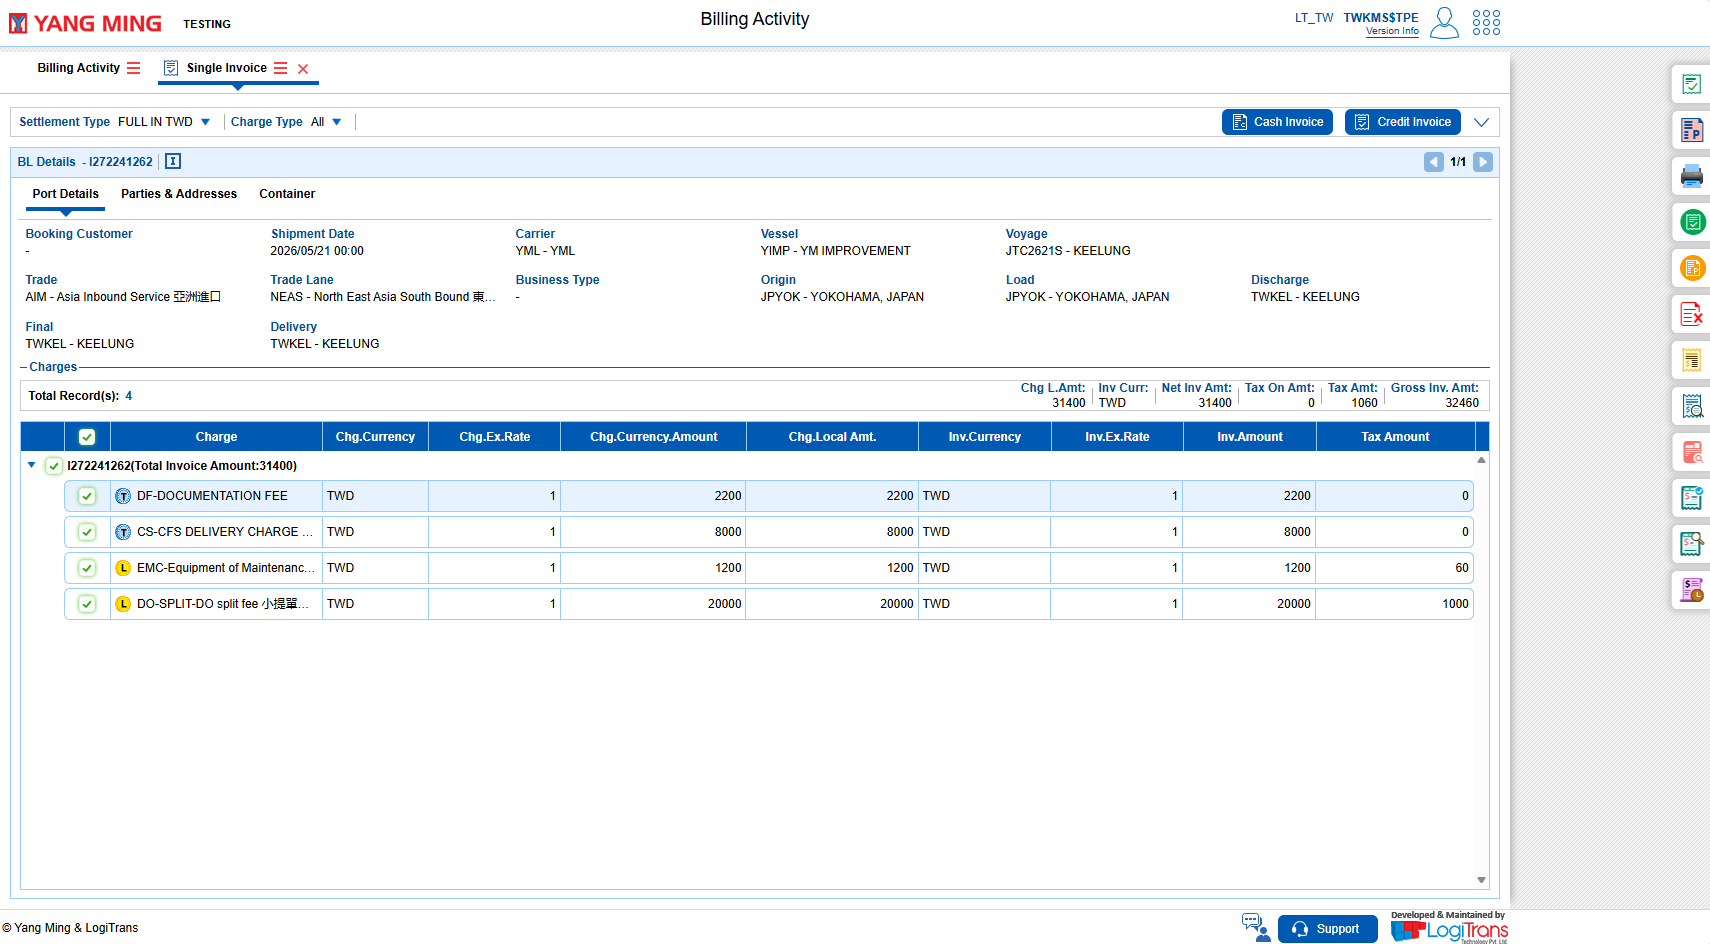 YANG MING
TESTING
Billing Activity
LT_TW TWKMS$TPE
Version Info
Billing Activity
Single Invoice
Settlement Type FULL IN TWD Charge Type All
Cash Invoice
Credit Invoice
BL Details - I272241262
1/1
Port Details Parties & Addresses Container
Booking Customer Shipment Date Carrier Vessel Voyage
- 2026/05/21 00:00 YML - YML YIMP - YM IMPROVEMENT JTC2621S - KEELUNG
Trade Trade Lane Business Type Origin Load Discharge
AIM - Asia Inbound Service 亞洲進口 NEAS - North East Asia South Bound 東... - JPYOK - YOKOHAMA, JAPAN JPYOK - YOKOHAMA, JAPAN TWKEL - KEELUNG
Final Delivery
TWKEL - KEELUNG TWKEL - KEELUNG
Charges
Total Record(s): 4
Chg L.Amt: Inv Curr: Net Inv Amt: Tax On Amt: Tax Amt: Gross Inv. Amt:
31400 TWD 31400 0 1060 32460
Charge Chg.Currency Chg.Ex.Rate Chg.Currency.Amount Chg.Local Amt. Inv.Currency Inv.Ex.Rate Inv.Amount Tax Amount
I272241262(Total Invoice Amount:31400)
T DF-DOCUMENTATION FEE TWD 1 2200 2200 TWD 1 2200 0
T CS-CFS DELIVERY CHARGE ... TWD 1 8000 8000 TWD 1 8000 0
L EMC-Equipment of Maintenanc... TWD 1 1200 1200 TWD 1 1200 60
L DO-SPLIT-DO split fee 小提單... TWD 1 20000 20000 TWD 1 20000 1000
© Yang Ming & LogiTrans
Support
Developed & Maintained by
LogiTrans
Technology Pvt. Ltd.